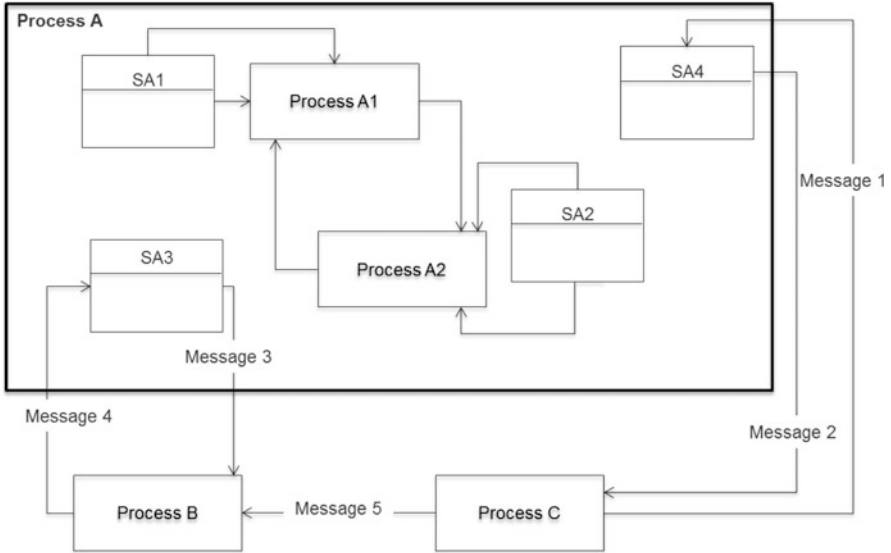 Process A
SA1
SA4
Process A1
Message 1
SA2
SA3
Process A2
Message 3
Message 4
Message 2
Process B
Message 5
Process C